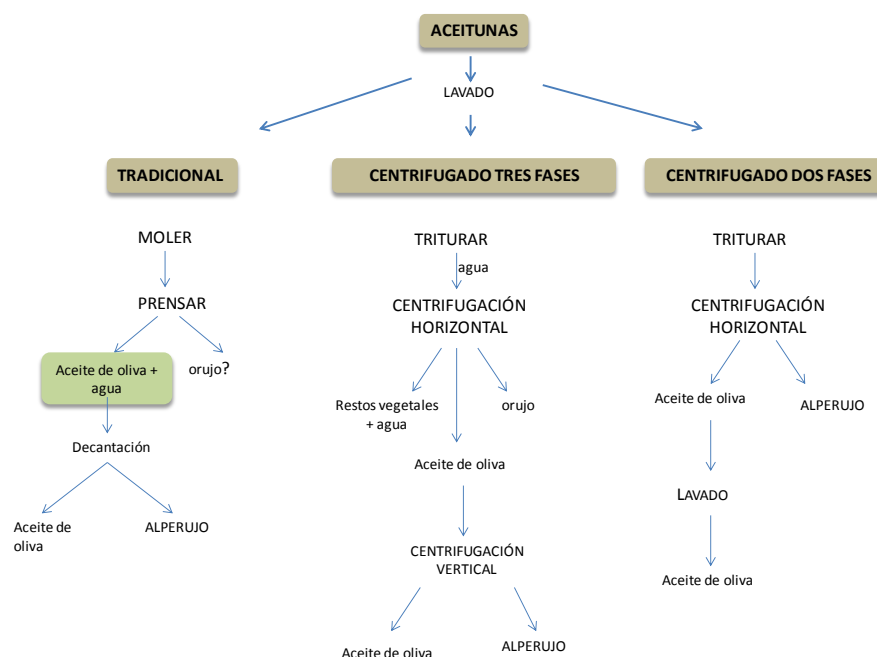 ACEITUNAS
LAVADO
TRADICIONAL
CENTRIFUGADO TRES FASES
CENTRIFUGADO DOS FASES
MOLER
PRENSAR
Aceite de oliva +
agua
orujo?
Decantación
Aceite de
oliva
ALPERUJO
TRITURAR
agua
CENTRIFUGACIÓN
HORIZONTAL
Restos vegetales
+ agua
orujo
Aceite de oliva
CENTRIFUGACIÓN
VERTICAL
Aceite de oliva
ALPERUJO
TRITURAR
CENTRIFUGACIÓN
HORIZONTAL
Aceite de oliva
ALPERUJO
LAVADO
Aceite de oliva